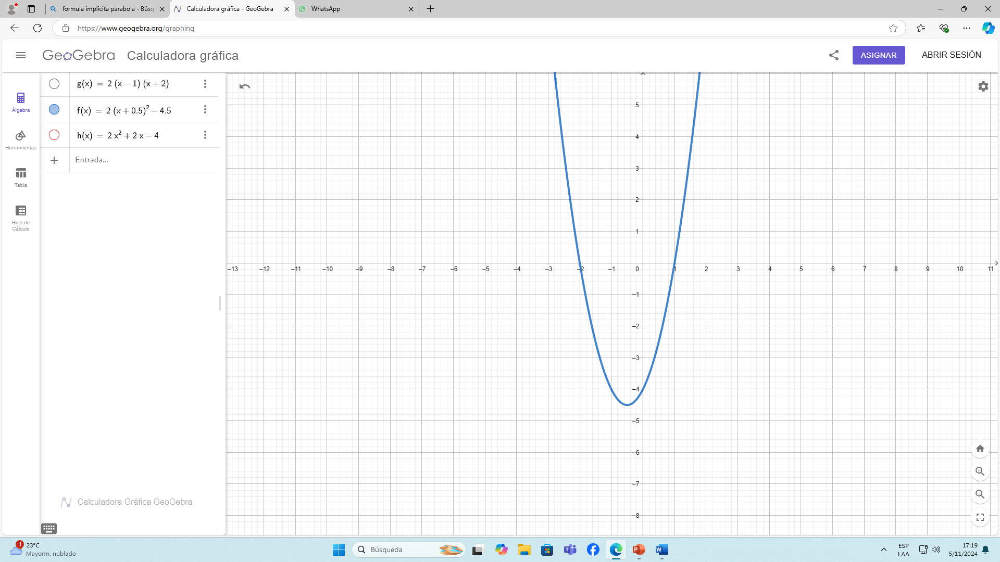 formula implicita parabola - Búsq
Calculadora gráfica - GeoGebra
WhatsApp
https://www.geogebra.org/graphing
GeoGebra Calculadora gráfica
ASIGNAR
ABRIR SESIÓN
Álgebra
Herramientas
Tabla
Hoja de
Cálculo
g(x) = 2 (x − 1) (x + 2)
f(x) = 2 (x + 0.5)² − 4.5
h(x) = 2 x² + 2 x − 4
Entrada...
Calculadora Gráfica GeoGebra
f
5
4
3
2
1
−13 −12 −11 −10 −9 −8 −7 −6 −5 −4 −3 −2 −1 0 1 2 3 4 5 6 7 8 9 10 11
−1
−2
−3
−4
−5
−6
−7
−8
1
23°C
Mayorm. nublado
Búsqueda
ESP
LAA
17:19
5/11/2024